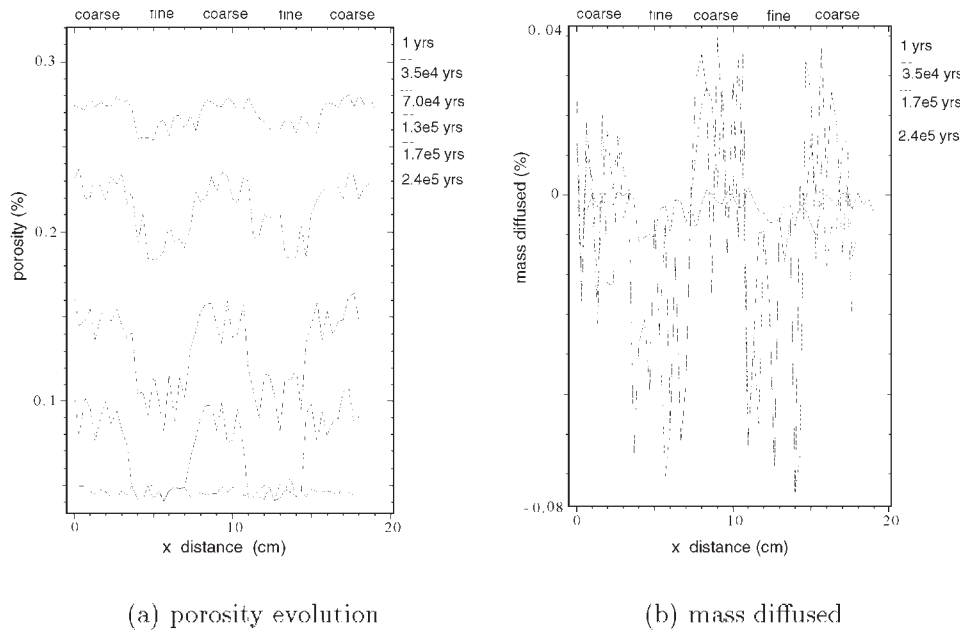 coarse fine coarse fine coarse
0.3
0.2
0.1
porosity (%)
0 10 20
x distance (cm)
1 yrs
3.5e4 yrs
7.0e4 yrs
1.3e5 yrs
1.7e5 yrs
2.4e5 yrs
(a) porosity evolution
coarse fine coarse fine coarse
0.04
0
-0.08
mass diffused (%)
0 10 20
x distance (cm)
1 yrs
3.5e4 yrs
1.7e5 yrs
2.4e5 yrs
(b) mass diffused